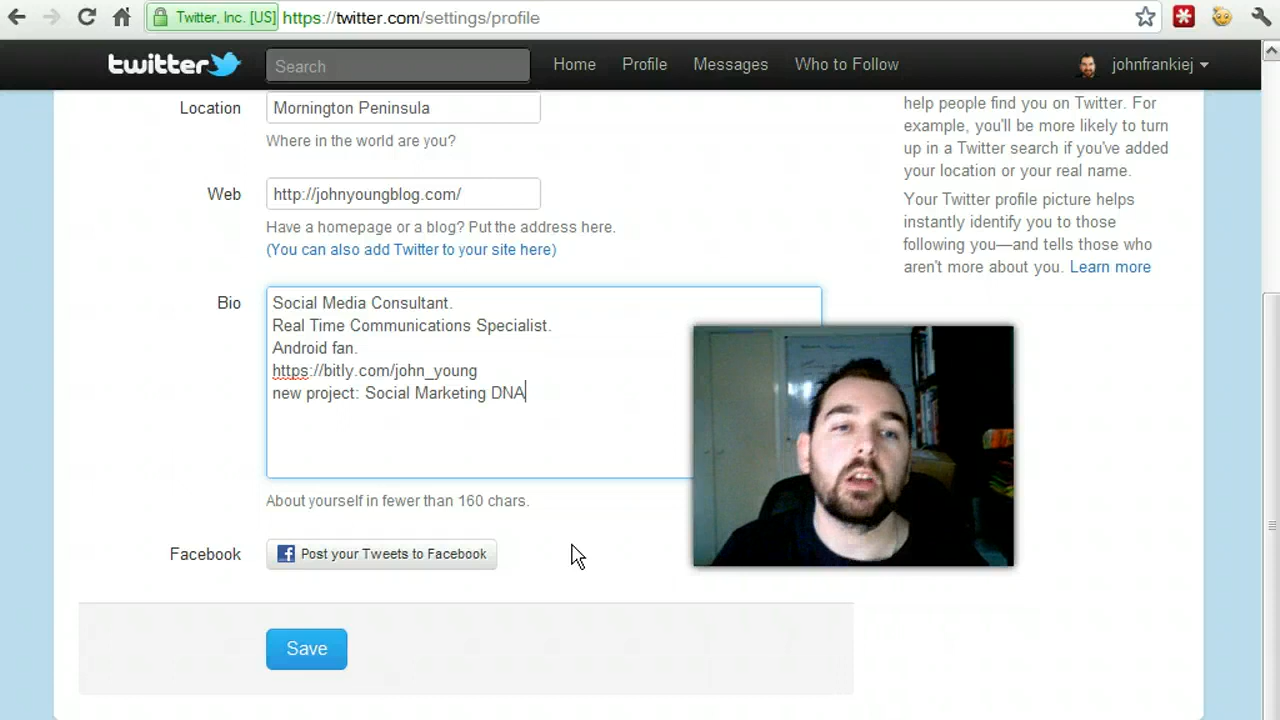 Twitter, Inc. [US] https://twitter.com/settings/profile
twitter Search Home Profile Messages Who to Follow johnfrankiej
Location Mornington Peninsula
Where in the world are you?
Web http://johnyoungblog.com/
Have a homepage or a blog? Put the address here.
(You can also add Twitter to your site here)
Bio Social Media Consultant.
Real Time Communications Specialist.
Android fan.
https://bitly.com/john_young
new project: Social Marketing DNA
About yourself in fewer than 160 chars.
Facebook Post your Tweets to Facebook
Save
help people find you on Twitter. For
example, you'll be more likely to turn
up in a Twitter search if you've added
your location or your real name.
Your Twitter profile picture helps
instantly identify you to those
following you—and tells those who
aren't more about you. Learn more